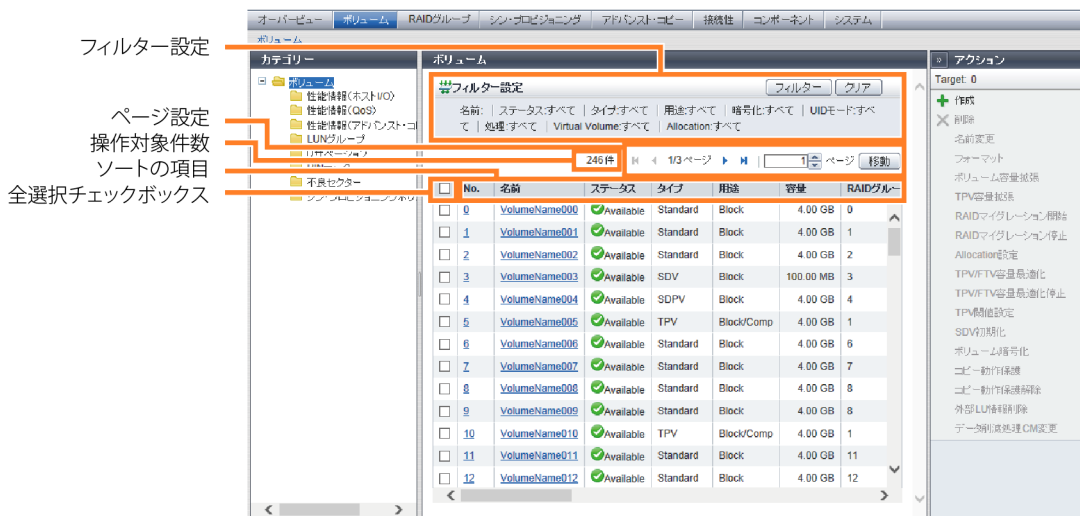 オーバービュー ボリューム RAIDグループ シン・プロビジョニング アドバンスト・コピー 接続性 コンポーネント システム
ボリューム
フィルター設定
ページ設定
操作対象件数
ソートの項目
全選択チェックボックス
カテゴリー
ボリューム
性能情報(ホストI/O)
性能情報(QoS)
性能情報(アドバンスト・コ
LUNグループ
不良セクター
ボリューム
フィルター設定 フィルター クリア
名前: | ステータス:すべて | タイプ:すべて | 用途:すべて | 暗号化:すべて | UIDモード:すべ
て | 処理:すべて | Virtual Volume:すべて | Allocation:すべて
246件 1/3ページ 1 ページ 移動
No. 名前 ステータス タイプ 用途 容量 RAIDグルー
0 VolumeName000 Available Standard Block 4.00 GB 0
1 VolumeName001 Available Standard Block 4.00 GB 1
2 VolumeName002 Available Standard Block 4.00 GB 2
3 VolumeName003 Available SDV Block 100.00 MB 3
4 VolumeName004 Available SDPV Block 4.00 GB 4
5 VolumeName005 Available TPV Block/Comp 4.00 GB 1
6 VolumeName006 Available Standard Block 4.00 GB 6
7 VolumeName007 Available Standard Block 4.00 GB 7
8 VolumeName008 Available Standard Block 4.00 GB 8
9 VolumeName009 Available Standard Block 4.00 GB 8
10 VolumeName010 Available TPV Block/Comp 4.00 GB 1
11 VolumeName011 Available Standard Block 4.00 GB 11
12 VolumeName012 Available Standard Block 4.00 GB 12
» アクション
Target: 0
作成
削除
名前変更
フォーマット
ボリューム容量拡張
TPV容量拡張
RAIDマイグレーション開始
RAIDマイグレーション停止
Allocation設定
TPV/FTV容量最適化
TPV/FTV容量最適化停止
TPV閾値設定
SDV初期化
ボリューム暗号化
コピー動作保護
コピー動作保護解除
外部LU情報削除
データ削減処理CM変更